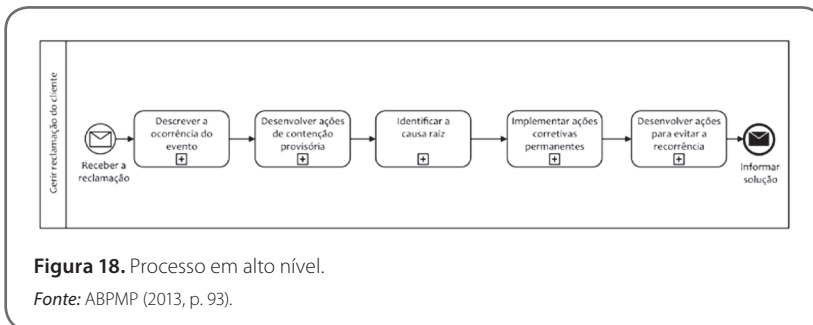 Gerir reclamação do cliente
Receber a
reclamação
Descrever a
ocorrência do
evento
Desenvolver ações
de contenção
provisória
Identificar a
causa raiz
Implementar ações
corretivas
permanentes
Desenvolver ações
para evitar a
recorrência
Informar
solução
Figura 18. Processo em alto nível.
Fonte: ABPMP (2013, p. 93).